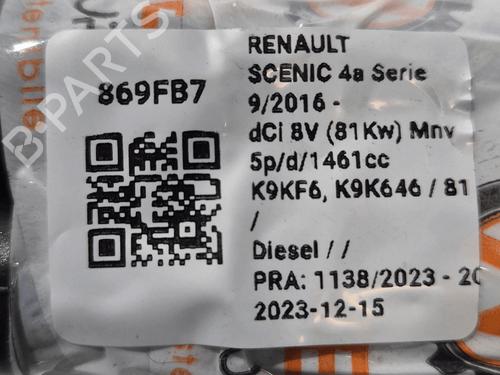 869FB7
RENAULT
SCENIC 4a Serie
9/2016 -
dCi 8V (81Kw) Mnv
5p/d/1461cc
K9KF6, K9K646 / 81
/
Diesel / /
PRA: 1138/2023 - 20
2023-12-15